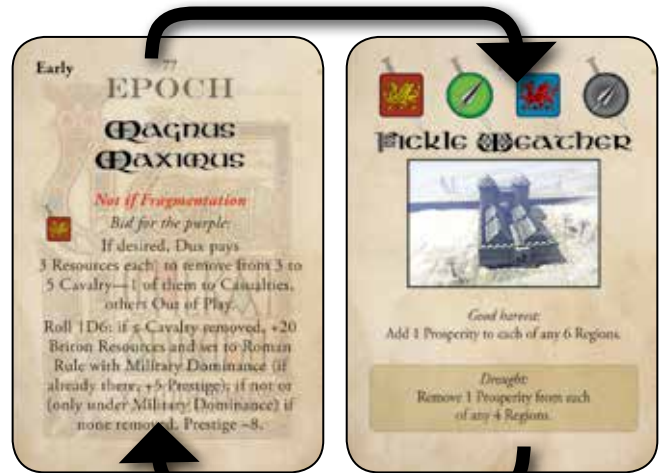 Early
77
EPOCH
Magnus
Maximus
Not if Fragmentation
Bid for the purple:
If desired, Dux pays
3 Resources each to remove from 3 to
5 Cavalry—1 of them to Casualties,
others Out of Play.
Roll 1D6: if ≤ Cavalry removed, +20
Briton Resources and set to Roman
Rule with Military Dominance (if
already there, +5 Prestige); if not or
(only under Military Dominance) if
none removed, Prestige –8.
Fickle Weather
Good harvest:
Add 1 Prosperity to each of any 6 Regions.
Drought:
Remove 1 Prosperity from each
of any 4 Regions.